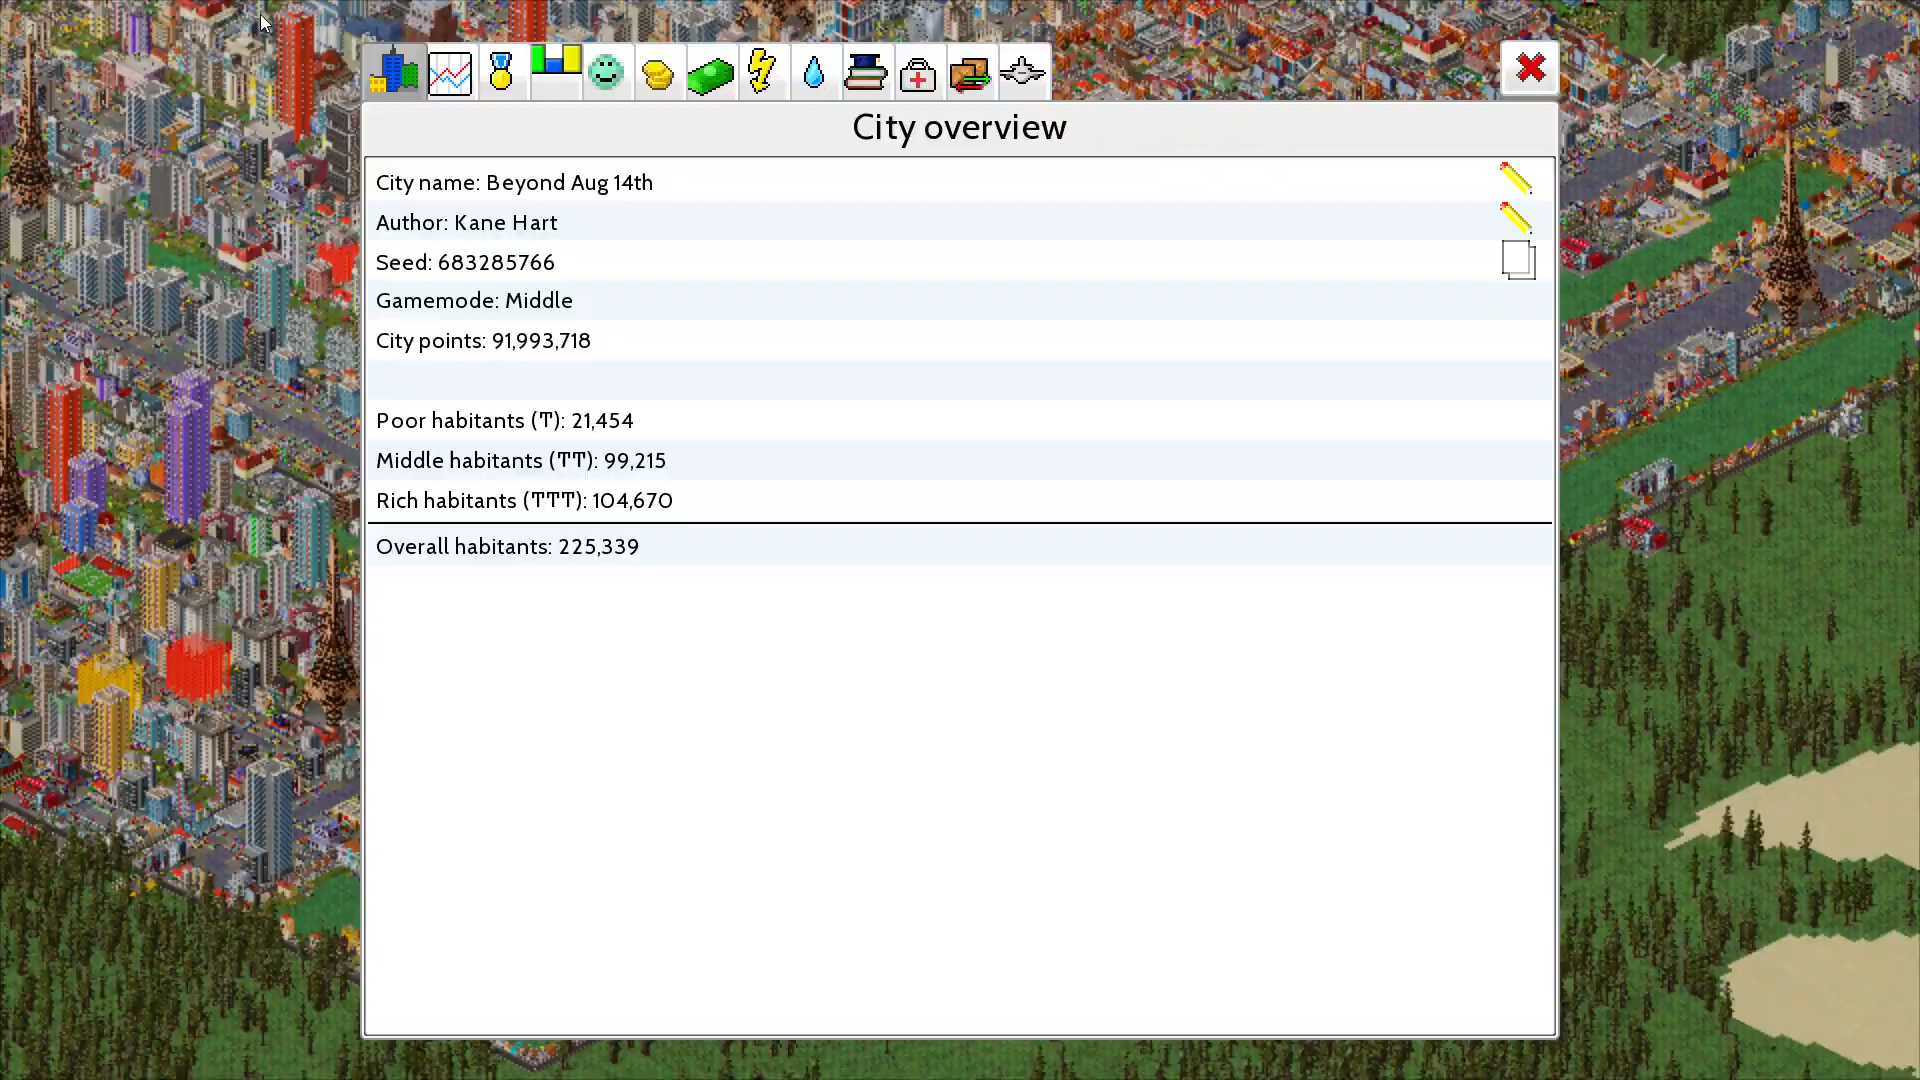 City overview
City name: Beyond Aug 14th
Author: Kane Hart
Seed: 683285766
Gamemode: Middle
City points: 91,993,718
Poor habitants (T): 21,454
Middle habitants (TT): 99,215
Rich habitants (TTT): 104,670
Overall habitants: 225,339